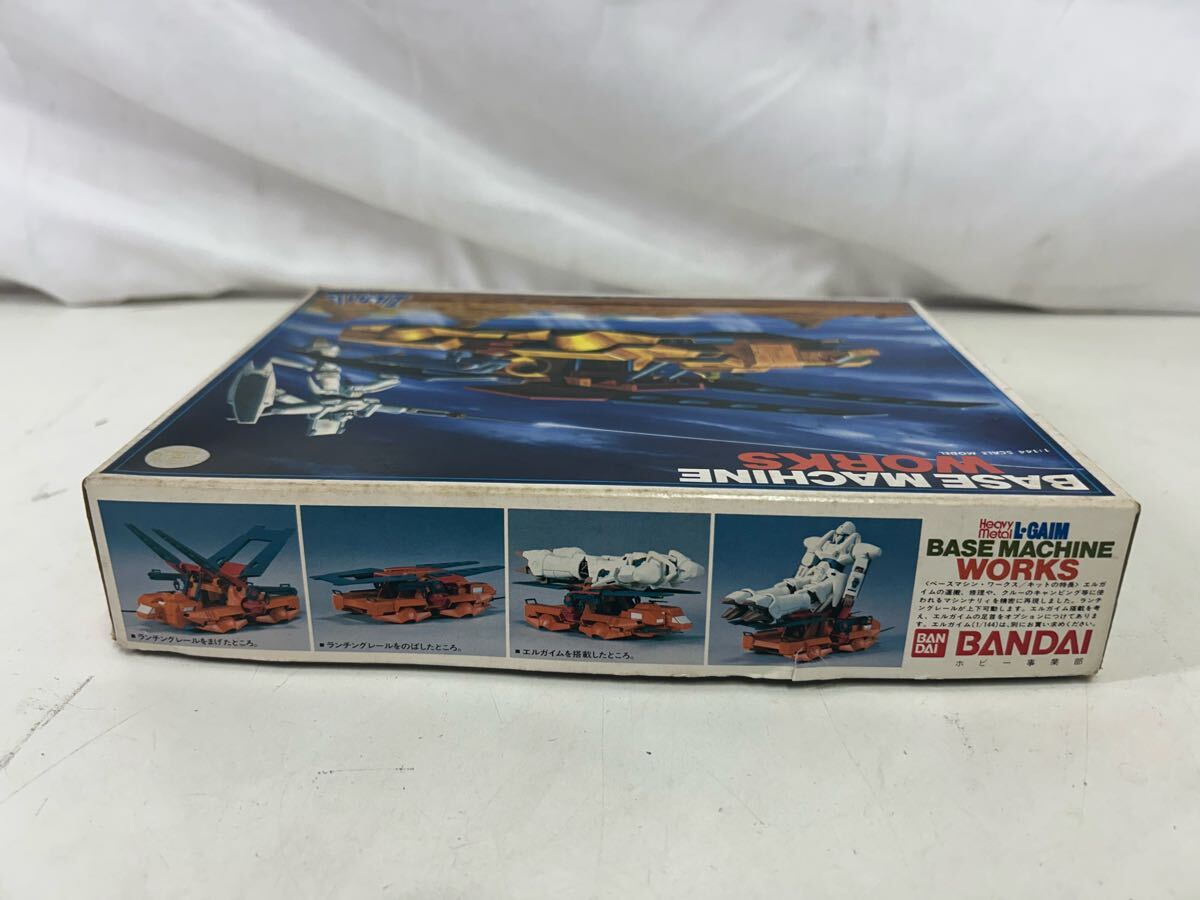 エルガイム
1:144 SCALE MODEL
BASE MACHINE
WORKS
■ランチングレールをまげたところ。
■ランチングレールをのばしたところ。
■エルガイムを搭載したところ。
Heavy Metal L·GAIM
BASE MACHINE
WORKS
〈ベースマシン・ワークス/キットの特長〉エルガ
イムの運搬、修理や、クルーのキャンピング等に使
われるマシンナリィを精密に再現しました。ランチ
ングレールが上下可動します。エルガイム搭載を考
え、エルガイムの足首をオプションにつけてありま
す。エルガイム(1/144)は、別にお買い求めください。
BAN
DAI
BANDAI
ホビー事業部